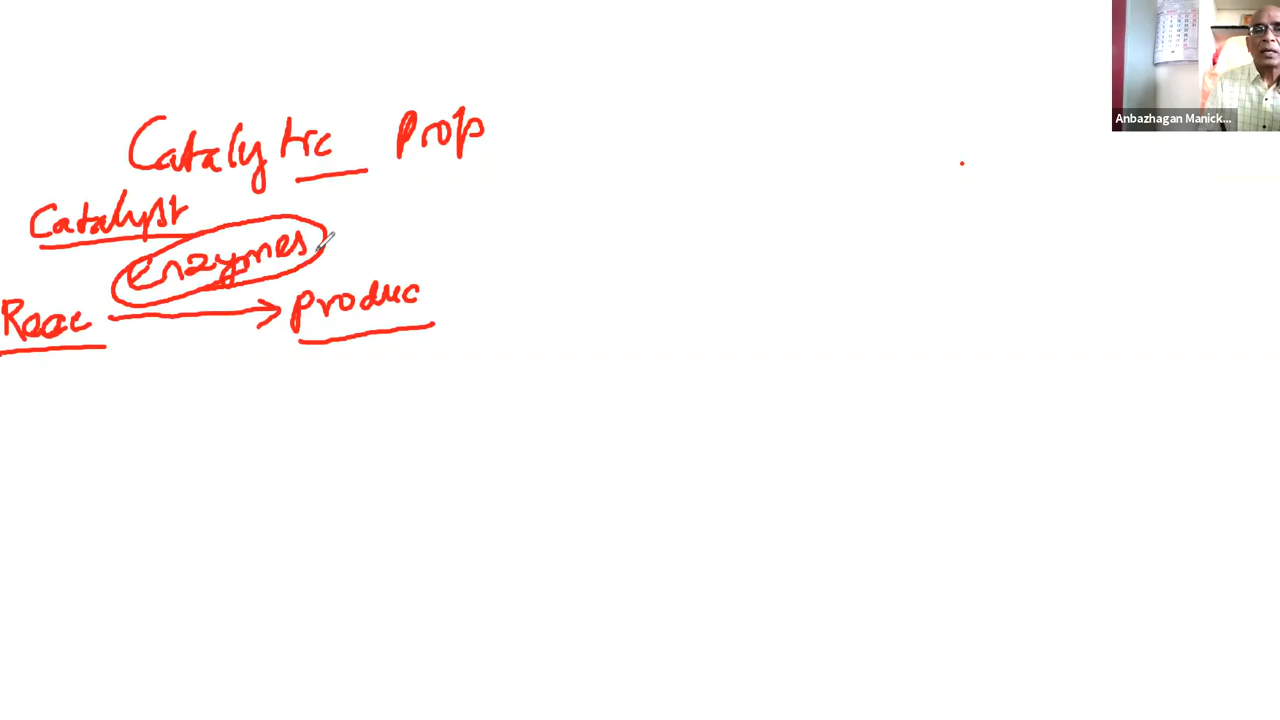 Catalytic Prop
Catalyst
enzymes
Reac → produc
Anbazhagan Manick...